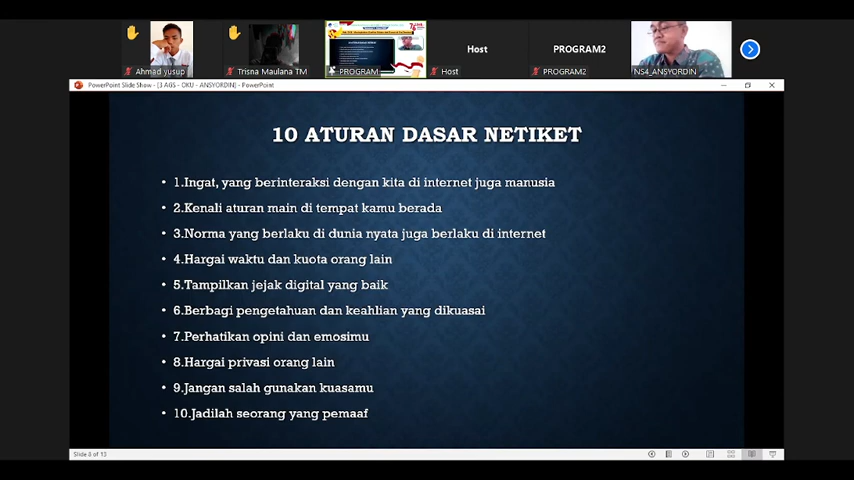 Ahmad yusup
Trisna Maulana TM
PROGRAM
Host
Host
PROGRAM2
PROGRAM2
NS4_ANSYORDIN
PowerPoint Slide Show - [3 AGS - OKU - ANSYORDIN] - PowerPoint
10 ATURAN DASAR NETIKET
• 1.Ingat, yang berinteraksi dengan kita di internet juga manusia
• 2.Kenali aturan main di tempat kamu berada
• 3.Norma yang berlaku di dunia nyata juga berlaku di internet
• 4.Hargai waktu dan kuota orang lain
• 5.Tampilkan jejak digital yang baik
• 6.Berbagi pengetahuan dan keahlian yang dikuasai
• 7.Perhatikan opini dan emosimu
• 8.Hargai privasi orang lain
• 9.Jangan salah gunakan kuasamu
• 10.Jadilah seorang yang pemaaf
Slide 8 of 13